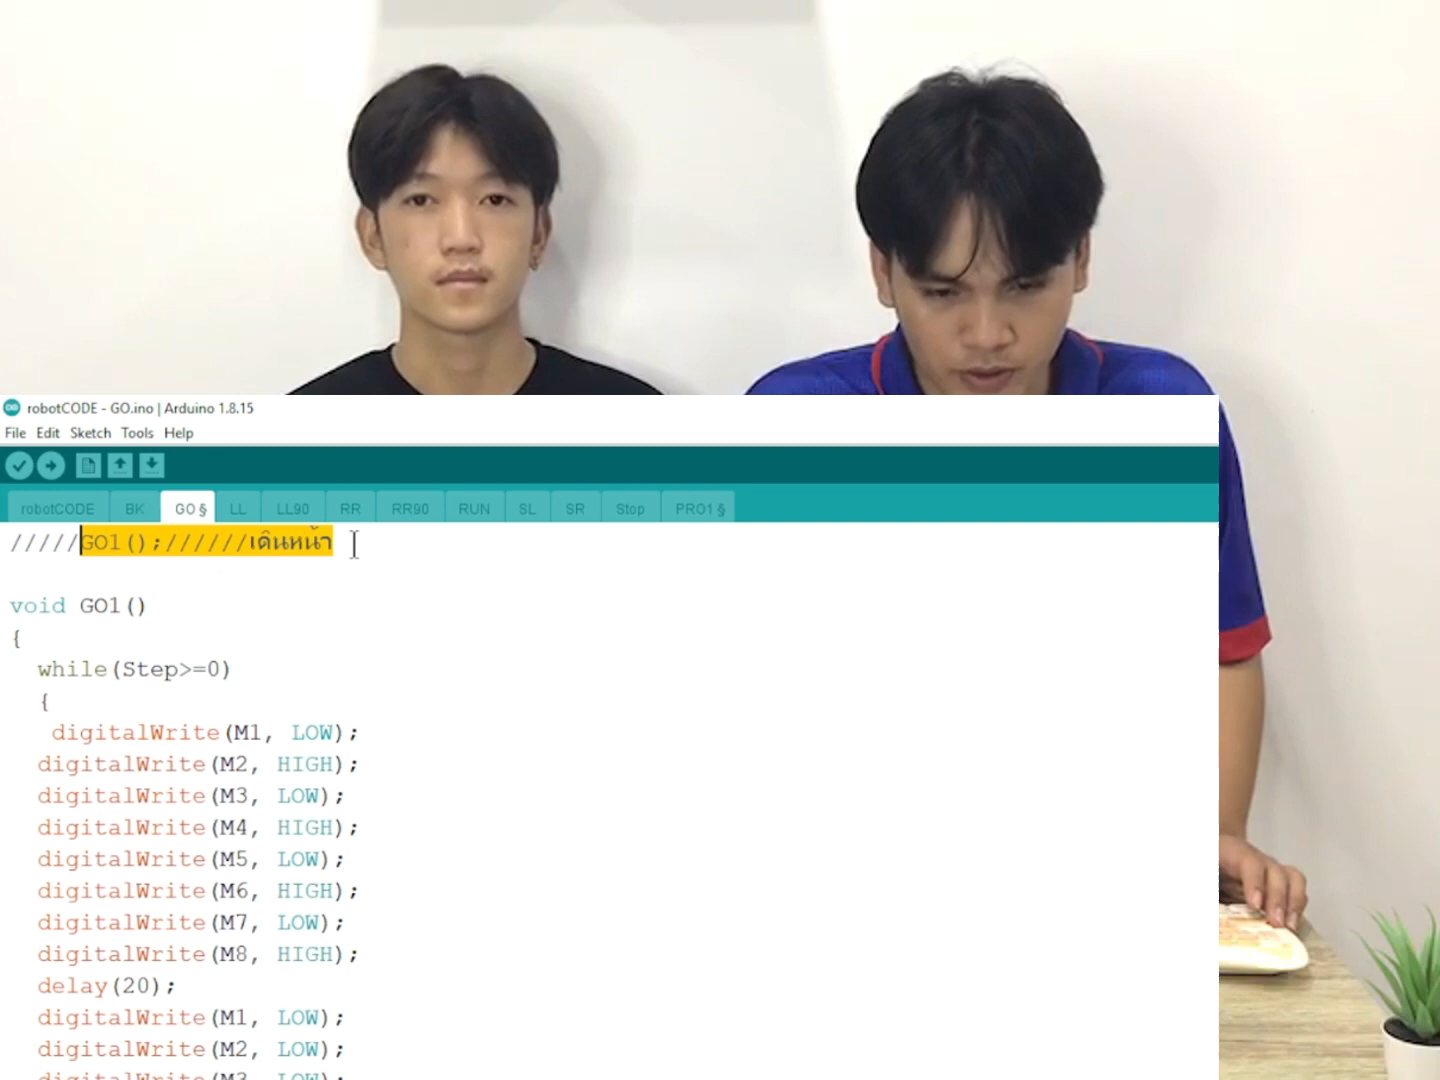 robotCODE - GO.ino | Arduino 1.8.15
File Edit Sketch Tools Help
robotCODE BK GO § LL LL90 RR RR90 RUN SL SR Stop PRO1 §
/////GO1();//////เดินหน้า
void GO1()
{
while(Step>=0)
{
digitalWrite(M1, LOW);
digitalWrite(M2, HIGH);
digitalWrite(M3, LOW);
digitalWrite(M4, HIGH);
digitalWrite(M5, LOW);
digitalWrite(M6, HIGH);
digitalWrite(M7, LOW);
digitalWrite(M8, HIGH);
delay(20);
digitalWrite(M1, LOW);
digitalWrite(M2, LOW);
digitalWrite(M3, LOW);